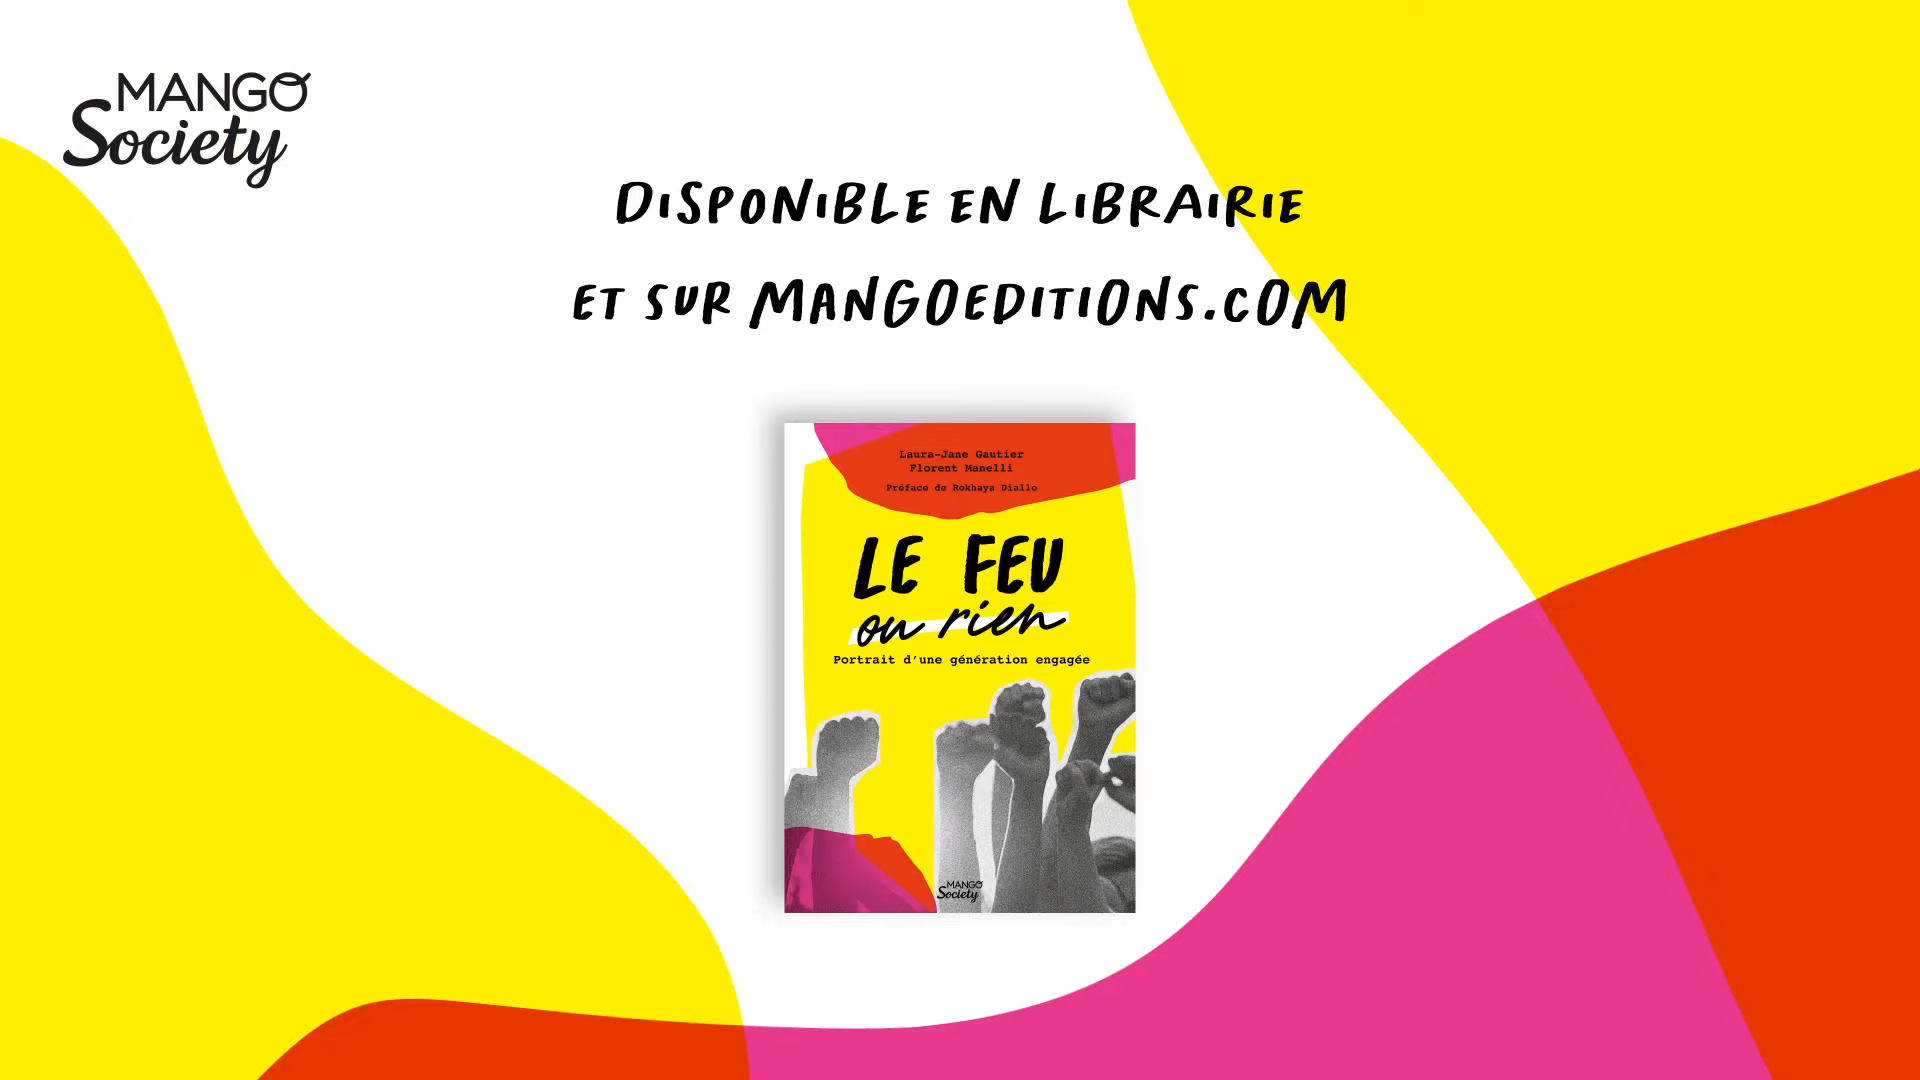 MANGO
Society
DISPONIBLE EN LIBRAIRIE
ET SUR MANGOEDITIONS.COM
Laura-Jane Gautier
Florent Manelli
Préface de Rokhaya Diallo
LE FEU
ou rien
Portrait d'une génération engagée
MANGO
Society